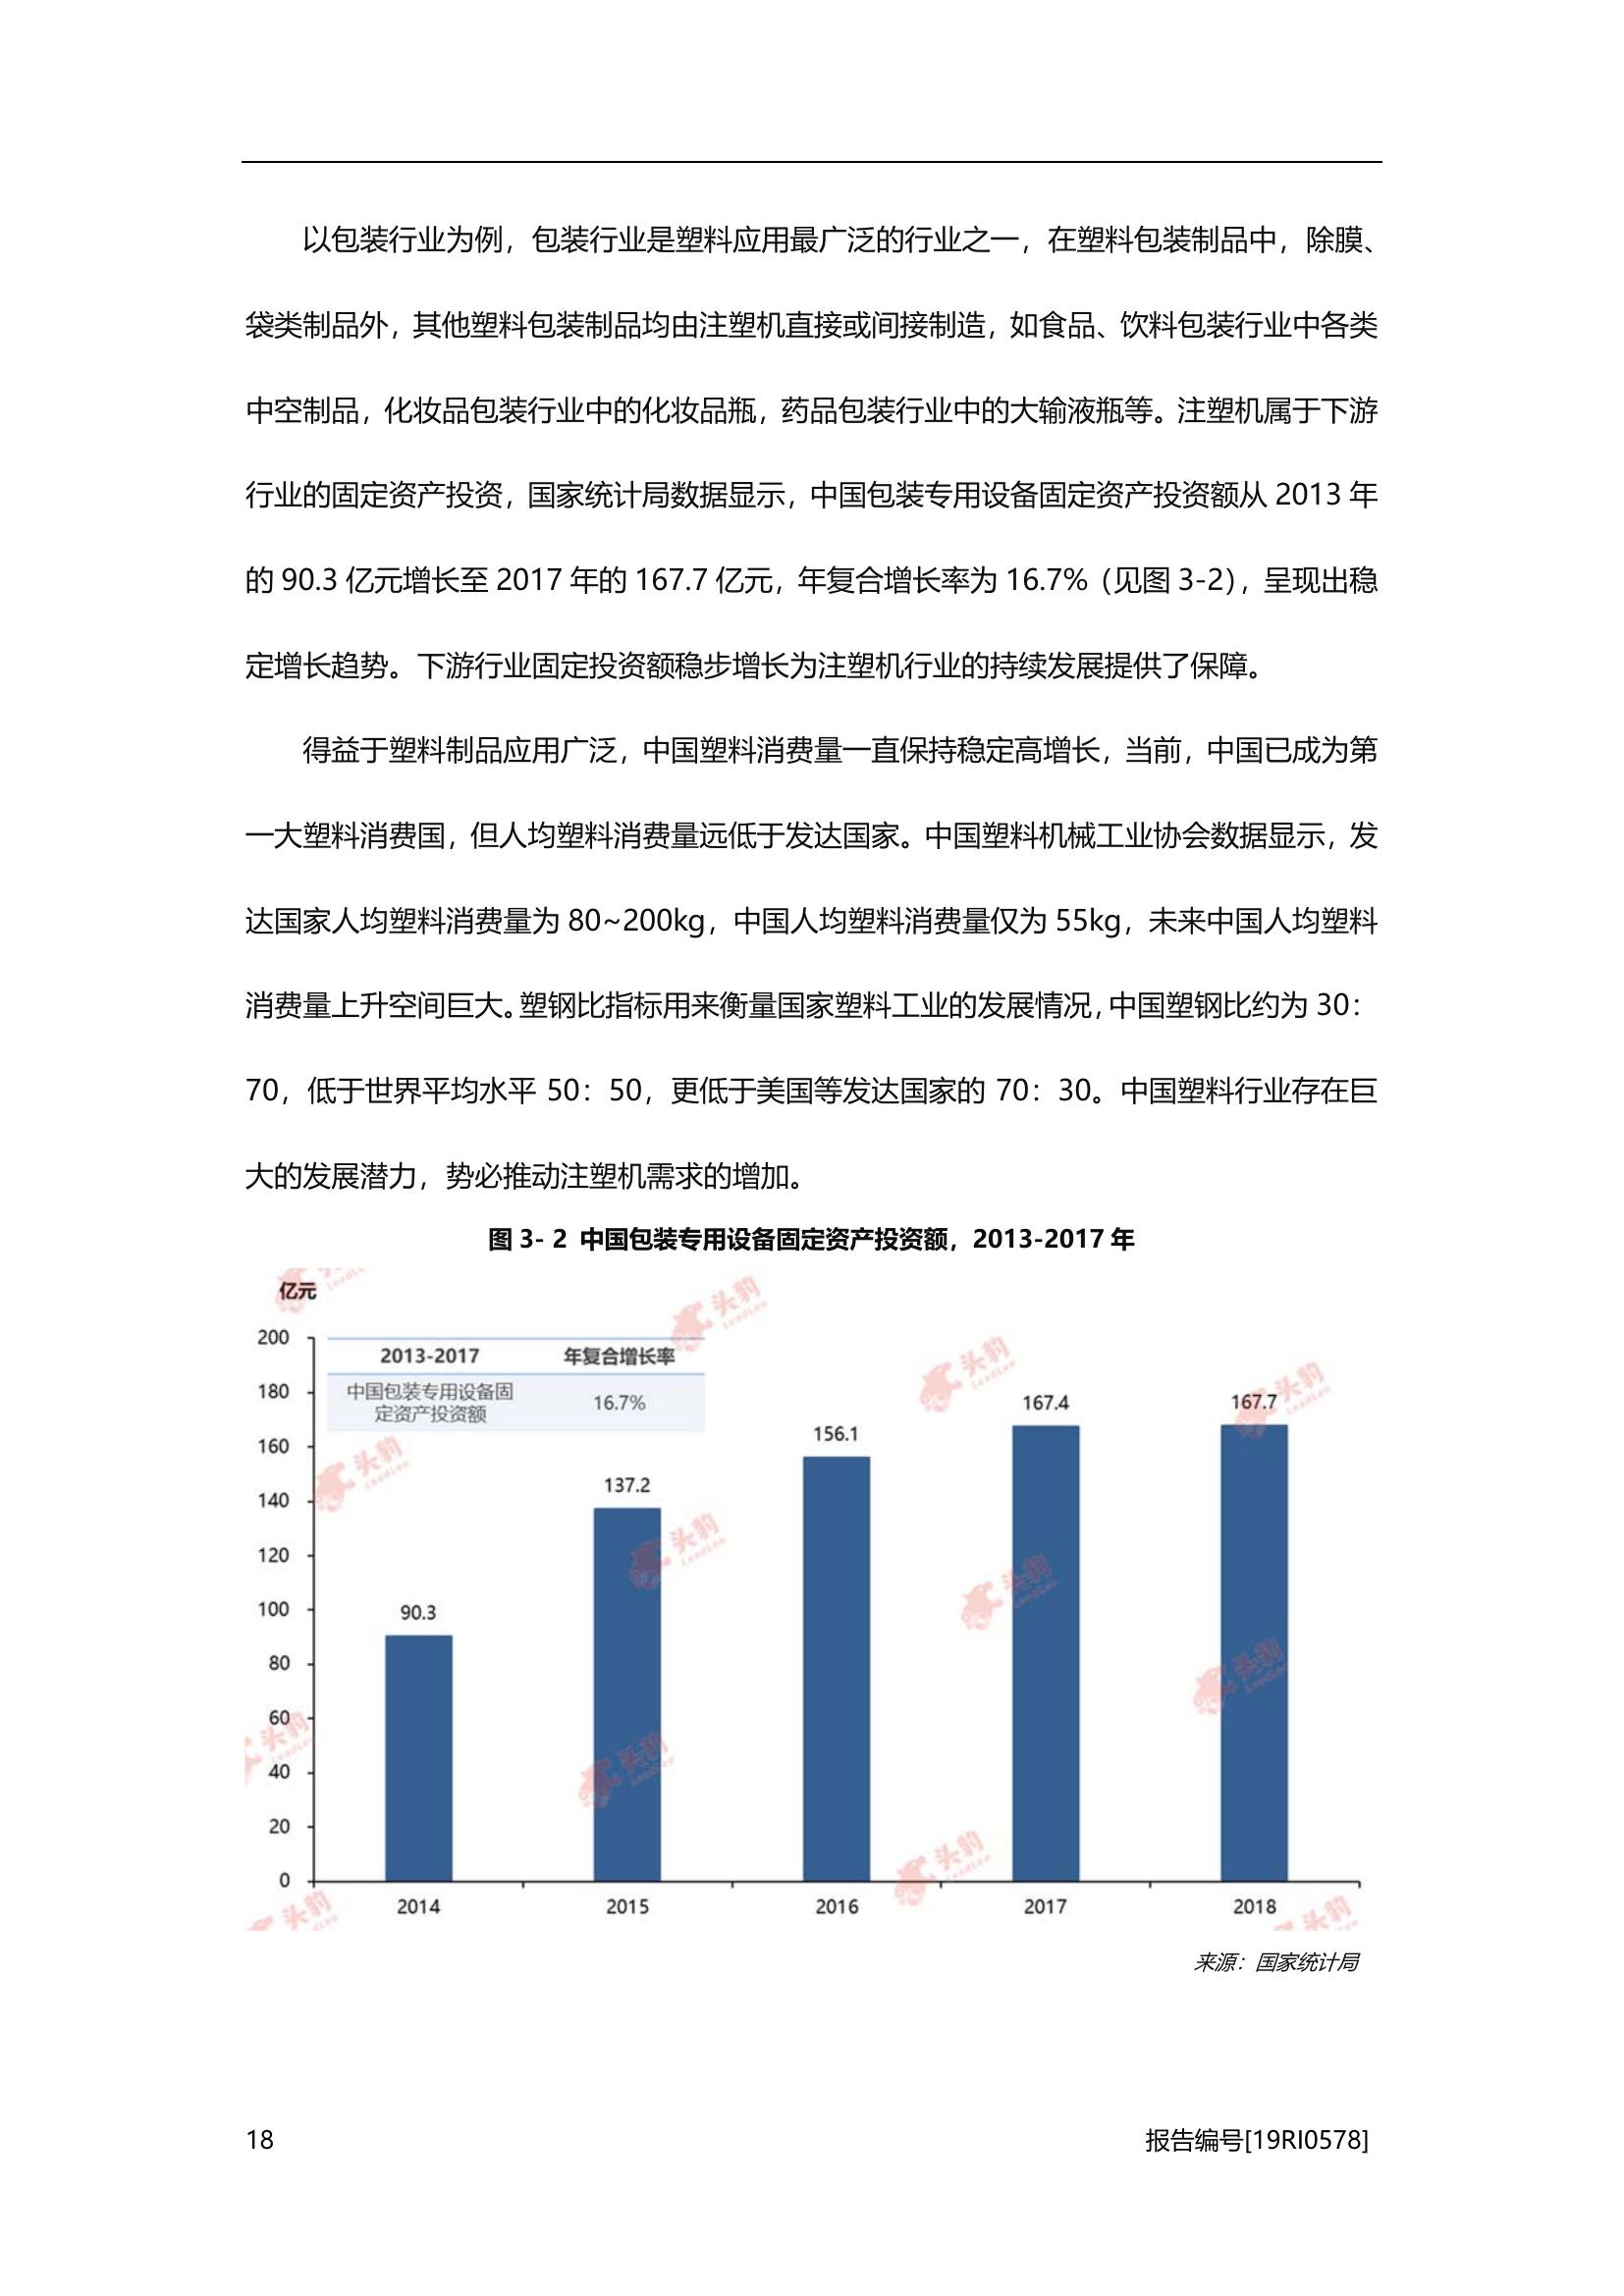 以包装行业为例，包装行业是塑料应用最广泛的行业之一，在塑料包装制品中，除膜、
袋类制品外，其他塑料包装制品均由注塑机直接或间接制造，如食品、饮料包装行业中各类
中空制品，化妆品包装行业中的化妆品瓶，药品包装行业中的大输液瓶等。注塑机属于下游
行业的固定资产投资，国家统计局数据显示，中国包装专用设备固定资产投资额从 2013 年
的 90.3 亿元增长至 2017 年的 167.7 亿元，年复合增长率为 16.7%（见图 3-2），呈现出稳
定增长趋势。下游行业固定投资额稳步增长为注塑机行业的持续发展提供了保障。
得益于塑料制品应用广泛，中国塑料消费量一直保持稳定高增长，当前，中国已成为第
一大塑料消费国，但人均塑料消费量远低于发达国家。中国塑料机械工业协会数据显示，发
达国家人均塑料消费量为 80~200kg，中国人均塑料消费量仅为 55kg，未来中国人均塑料
消费量上升空间巨大。塑钢比指标用来衡量国家塑料工业的发展情况，中国塑钢比约为 30：
70，低于世界平均水平 50：50，更低于美国等发达国家的 70：30。中国塑料行业存在巨
大的发展潜力，势必推动注塑机需求的增加。
图 3- 2 中国包装专用设备固定资产投资额，2013-2017 年
亿元
200
180
160
140
120
100
80
60
40
20
0
2013-2017 年复合增长率
中国包装专用设备固
定资产投资额 16.7%
90.3
137.2
156.1
167.4
167.7
2014 2015 2016 2017 2018
头豹
LeadLeo
来源：国家统计局
18 报告编号[19RI0578]